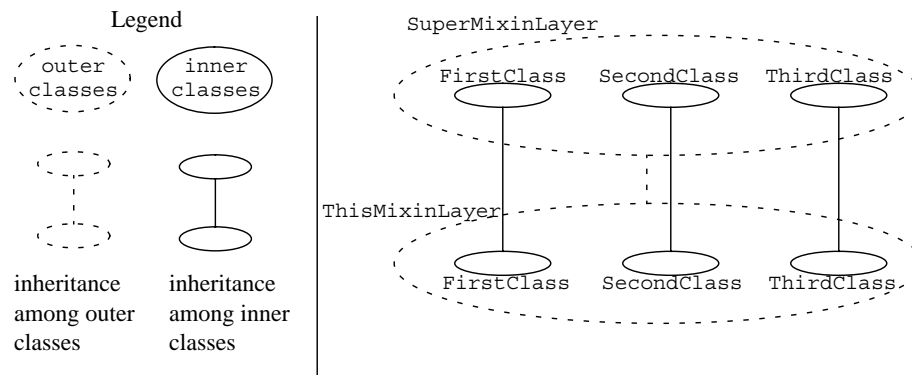 Legend
outer
classes
inner
classes
inheritance
among outer
classes
inheritance
among inner
classes
SuperMixinLayer
FirstClass SecondClass ThirdClass
ThisMixinLayer
FirstClass SecondClass ThirdClass